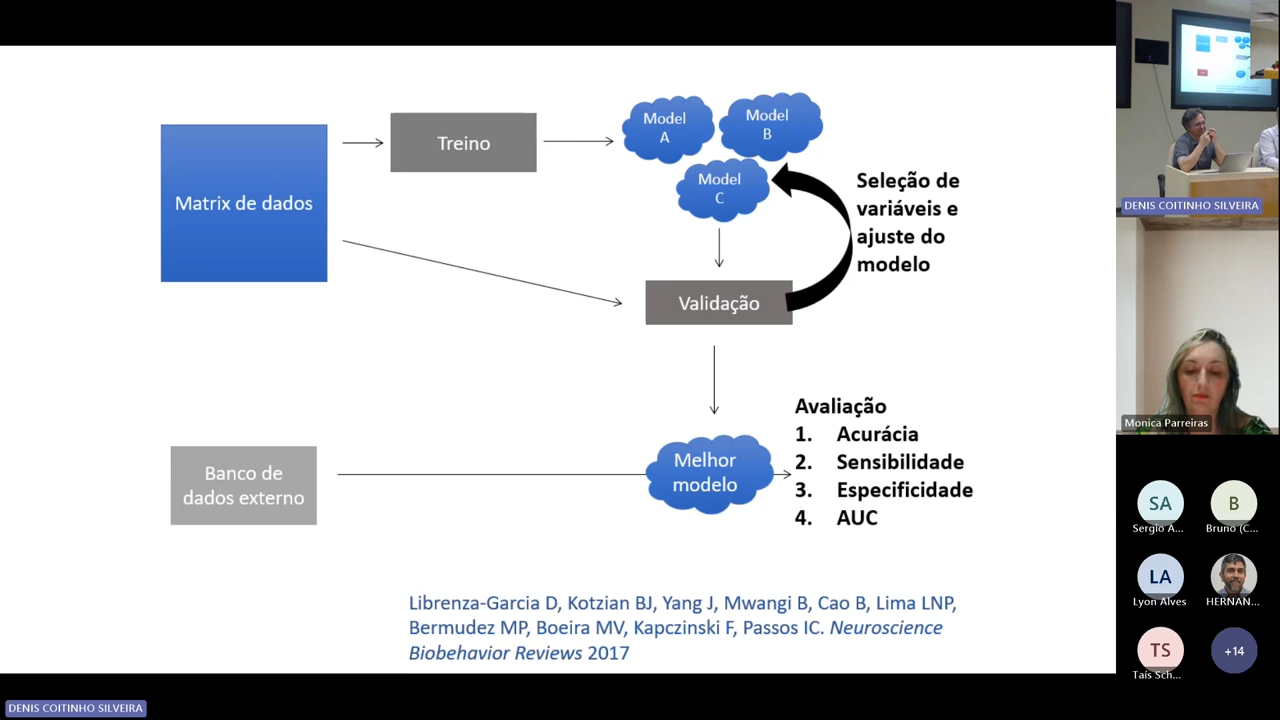 Matrix de dados
Treino
Model
A
Model
B
Model
C
Seleção de
variáveis e
ajuste do
modelo
Validação
Banco de
dados externo
Melhor
modelo
Avaliação
1. Acurácia
2. Sensibilidade
3. Especificidade
4. AUC
Librenza-Garcia D, Kotzian BJ, Yang J, Mwangi B, Cao B, Lima LNP,
Bermudez MP, Boeira MV, Kapczinski F, Passos IC. Neuroscience
Biobehavior Reviews 2017
DENIS COITINHO SILVEIRA
DENIS COITINHO SILVEIRA
Monica Parreiras
SA
Sergio A...
B
Bruno (C...
LA
Lyon Alves
HERNAN...
TS
Taís Sch...
+14